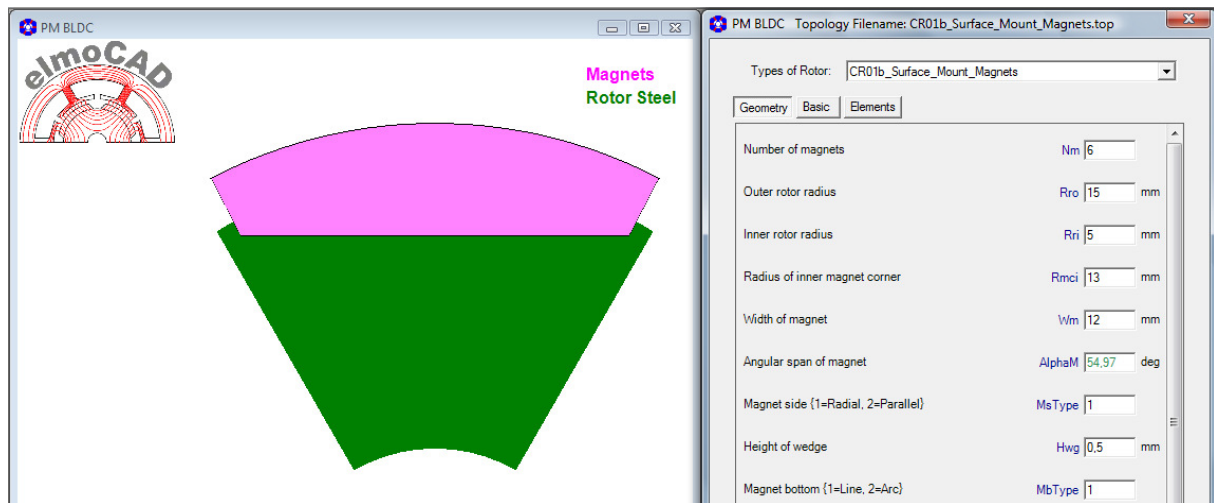 PM BLDC
elmoCAD
Magnets
Rotor Steel
PM BLDC Topology Filename: CR01b_Surface_Mount_Magnets.top
Types of Rotor: CR01b_Surface_Mount_Magnets
Geometry Basic Elements
Number of magnets Nm 6
Outer rotor radius Rro 15 mm
Inner rotor radius Rri 5 mm
Radius of inner magnet corner Rmci 13 mm
Width of magnet Wm 12 mm
Angular span of magnet AlphaM 54,97 deg
Magnet side {1=Radial, 2=Parallel} MsType 1
Height of wedge Hwg 0,5 mm
Magnet bottom {1=Line, 2=Arc} MbType 1